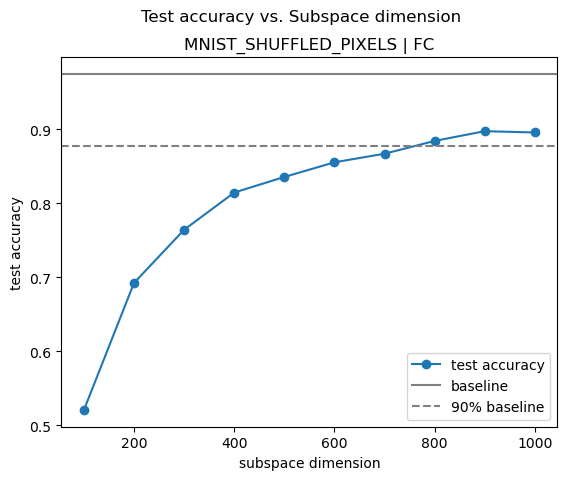 Test accuracy vs. Subspace dimension
MNIST_SHUFFLED_PIXELS | FC
0.9
0.8
0.7
0.6
0.5
test accuracy
test accuracy
baseline
90% baseline
200 400 600 800 1000
subspace dimension